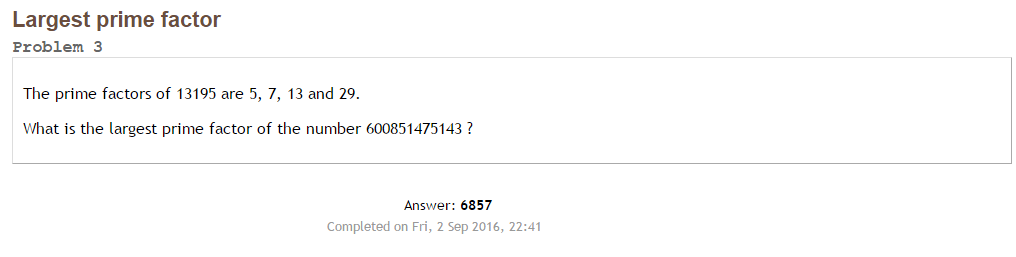 Largest prime factor
Problem 3
The prime factors of 13195 are 5, 7, 13 and 29.
What is the largest prime factor of the number 600851475143 ?
Answer: 6857
Completed on Fri, 2 Sep 2016, 22:41